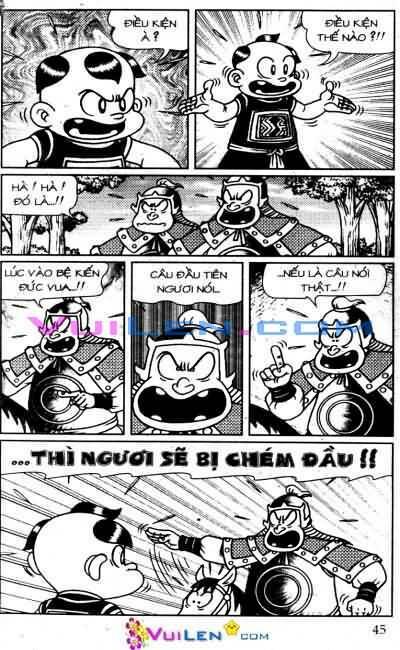 ĐIỀU KIỆN
À?
ĐIỀU KIỆN
THẾ NÀO?!!
HÀ! HÀ!
ĐÓ LÀ...!!
LÚC VÀO BỆ KIẾN
ĐỨC VUA...!!
CÂU ĐẦU TIÊN
NGƯƠI NÓI..
...NẾU LÀ CÂU NÓI
THẬT...!!
VUILEN.COM
...THÌ NGƯƠI SẼ BỊ CHÉM ĐẦU!!
45
VUILEN.COM